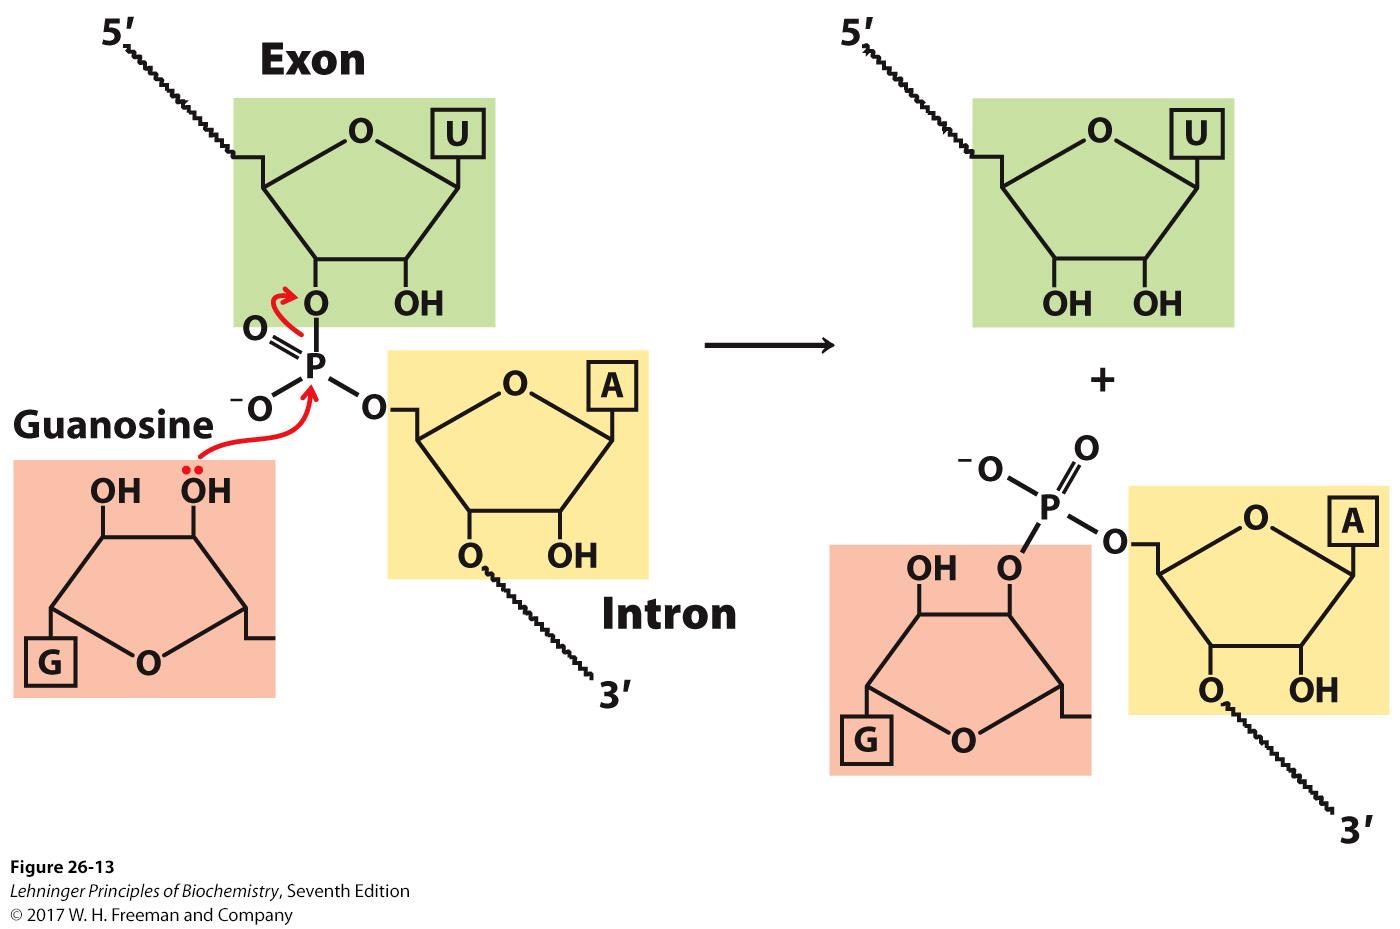 5′
Exon
O
U
O
OH
O
P
⁻O
O
O
A
Guanosine
OH
OH
O
OH
G
O
Intron
3′
5′
O
U
OH
OH
+
⁻O
O
P
O
O
A
OH
O
O
OH
G
O
3′
Figure 26-13
Lehninger Principles of Biochemistry, Seventh Edition
© 2017 W. H. Freeman and Company